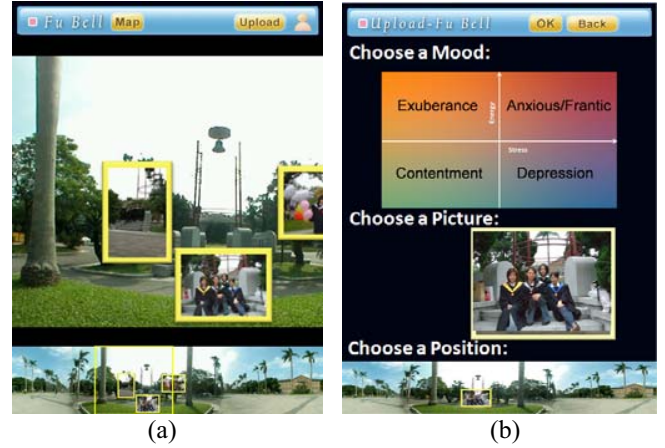 Fu Bell Map Upload
Upload-Fu Bell OK Back
Choose a Mood:
Exuberance Anxious/Frantic
Energy
Stress
Contentment Depression
Choose a Picture:
Choose a Position:
(a) (b)